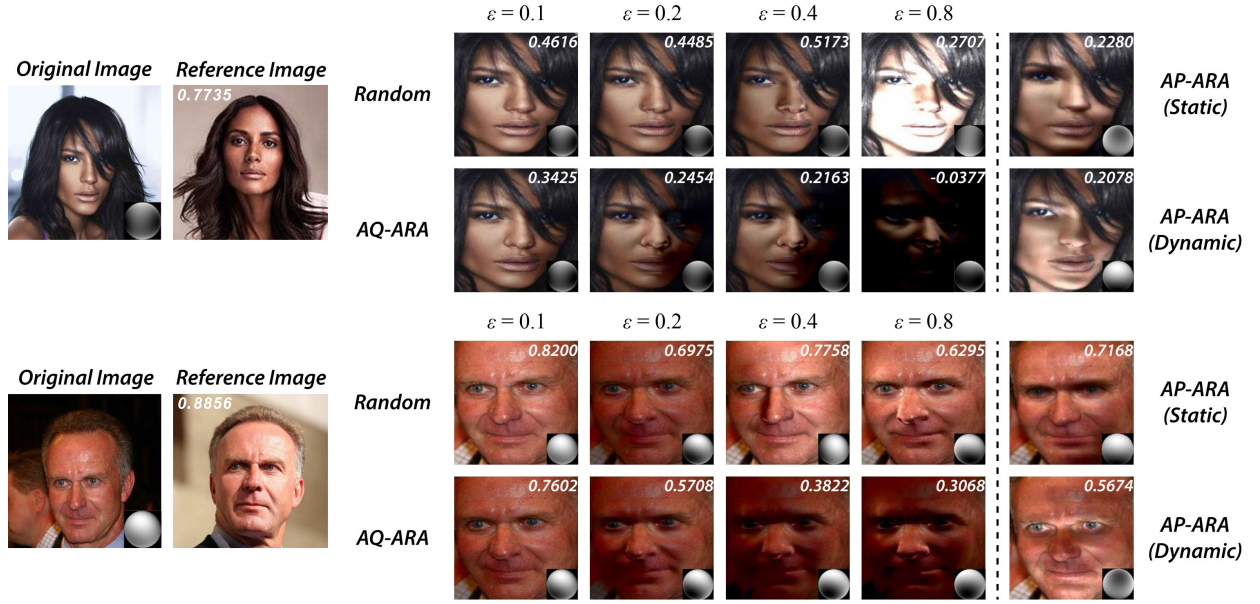 ε = 0.1 ε = 0.2 ε = 0.4 ε = 0.8
Original Image Reference Image
0.7735
Random 0.4616 0.4485 0.5173 0.2707 0.2280 AP-ARA
(Static)
AQ-ARA 0.3425 0.2454 0.2163 -0.0377 0.2078 AP-ARA
(Dynamic)
ε = 0.1 ε = 0.2 ε = 0.4 ε = 0.8
Original Image Reference Image
0.8856
Random 0.8200 0.6975 0.7758 0.6295 0.7168 AP-ARA
(Static)
AQ-ARA 0.7602 0.5708 0.3822 0.3068 0.5674 AP-ARA
(Dynamic)